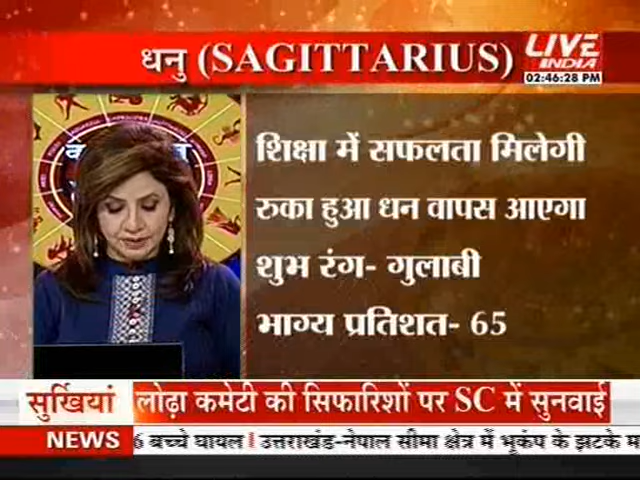 धनु (SAGITTARIUS)
LIVE
INDIA
02:46:28 PM
शिक्षा में सफलता मिलेगी
रुका हुआ धन वापस आएगा
शुभ रंग- गुलाबी
भाग्य प्रतिशत- 65
सुर्खियां लोढ़ा कमेटी की सिफारिशों पर SC में सुनवाई
NEWS 6 बच्चे घायल | उत्तराखंड-नेपाल सीमा क्षेत्र में भूकंप के झटके म